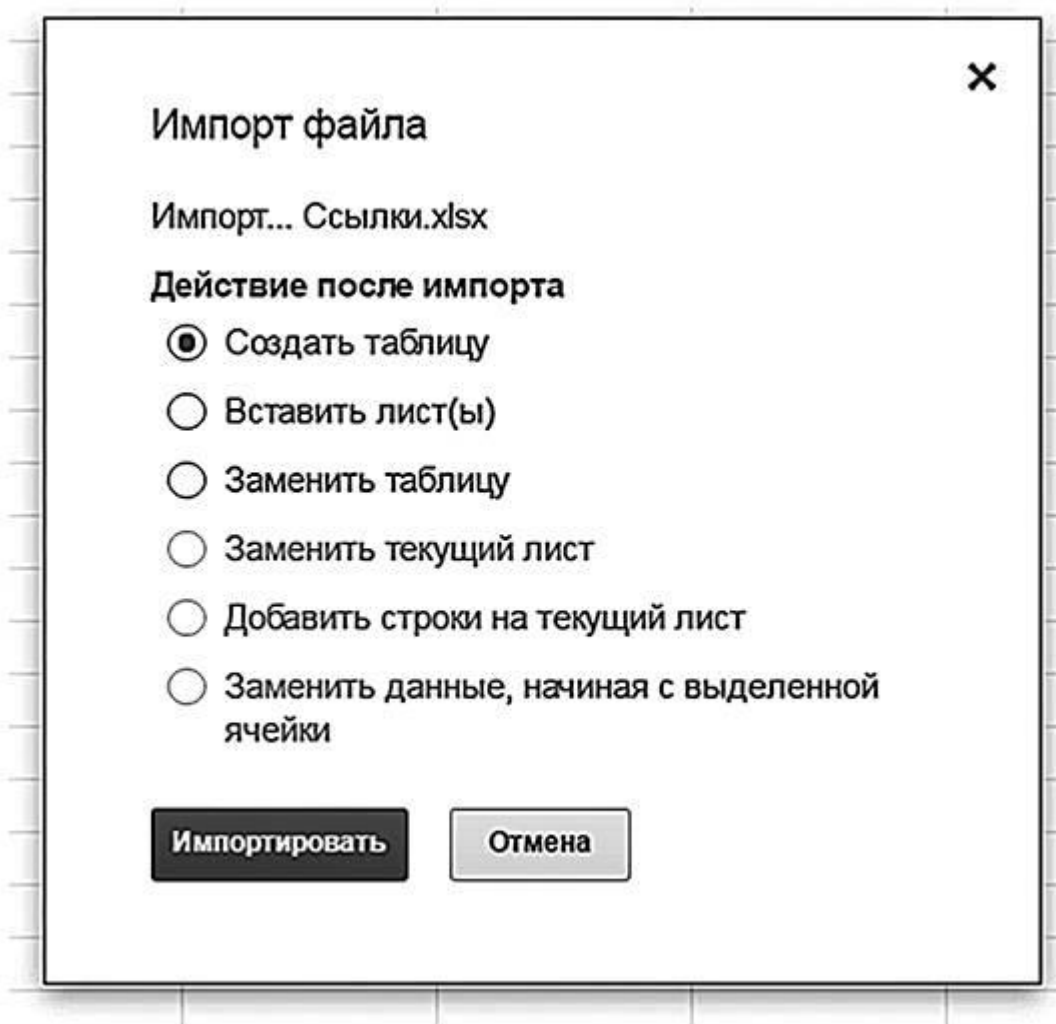 Импорт файла
Импорт... Ссылки.xlsx
Действие после импорта
Создать таблицу
Вставить лист(ы)
Заменить таблицу
Заменить текущий лист
Добавить строки на текущий лист
Заменить данные, начиная с выделенной
ячейки
Импортировать Отмена